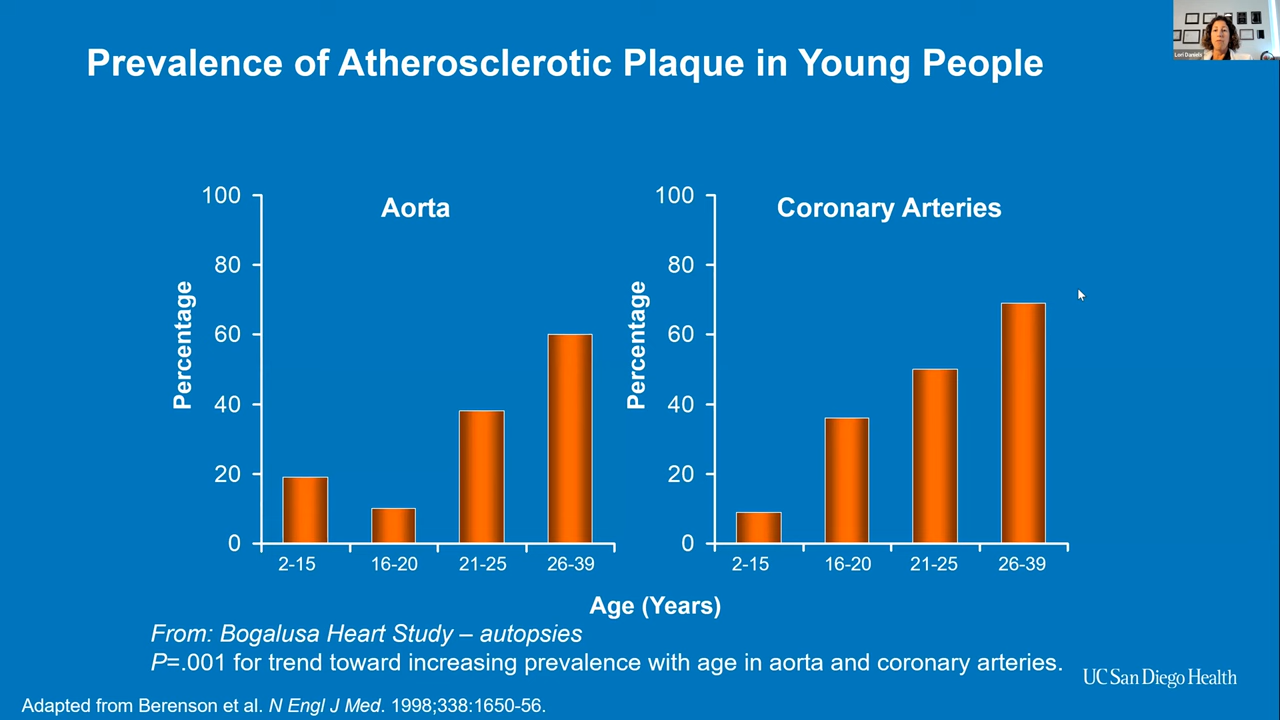 Prevalence of Atherosclerotic Plaque in Young People
Lori Daniels
Aorta
Percentage
100
80
60
40
20
0
2-15 16-20 21-25 26-39
Coronary Arteries
Percentage
100
80
60
40
20
0
2-15 16-20 21-25 26-39
Age (Years)
From: Bogalusa Heart Study – autopsies
P=.001 for trend toward increasing prevalence with age in aorta and coronary arteries.
UC San Diego Health
Adapted from Berenson et al. N Engl J Med. 1998;338:1650-56.